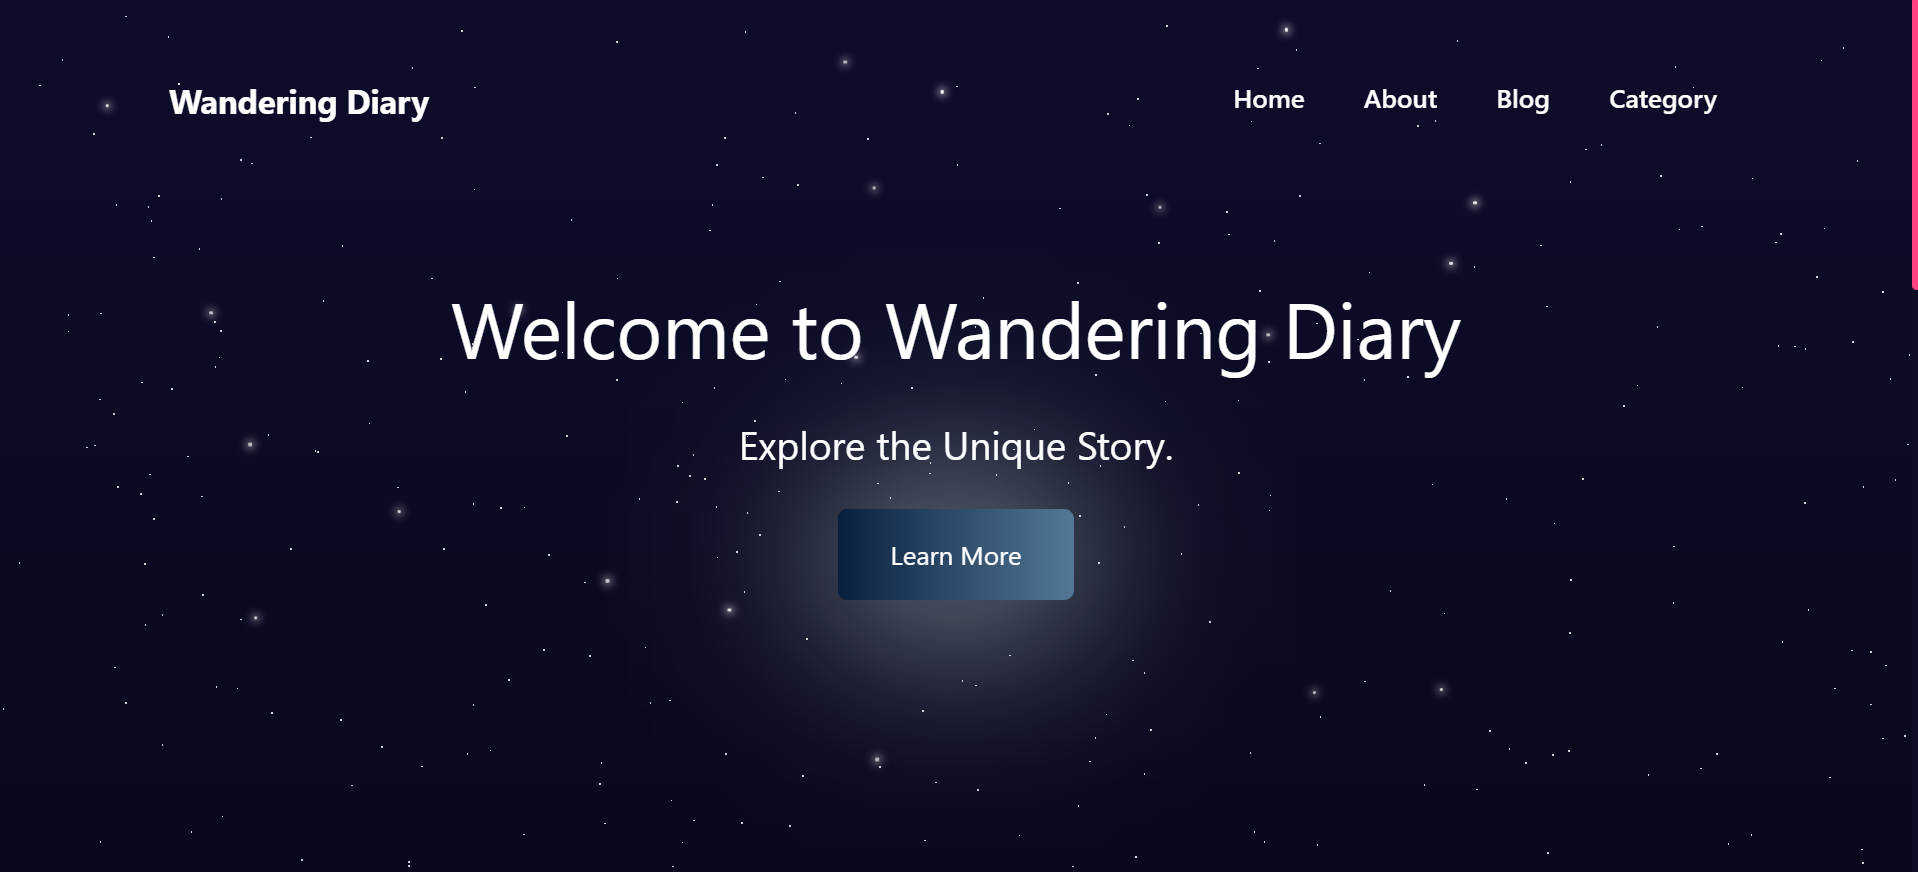 Wandering Diary
Home About Blog Category
Welcome to Wandering Diary
Explore the Unique Story.
Learn More